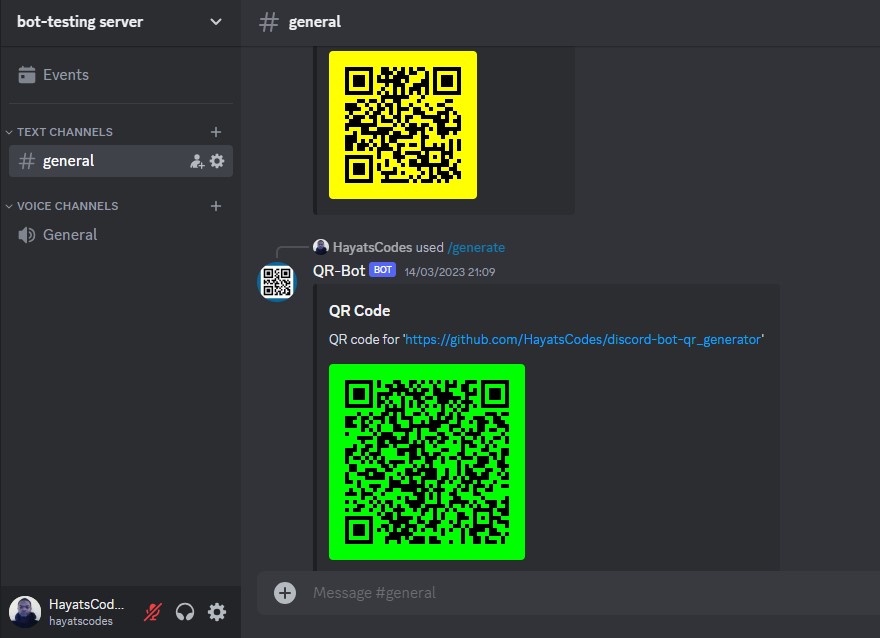 bot-testing server
# general
Events
TEXT CHANNELS
# general
VOICE CHANNELS
General
HayatsCodes used /generate
QR-Bot BOT 14/03/2023 21:09
QR Code
QR code for 'https://github.com/HayatsCodes/discord-bot-qr_generator'
HayatsCod...
hayatscodes
Message #general